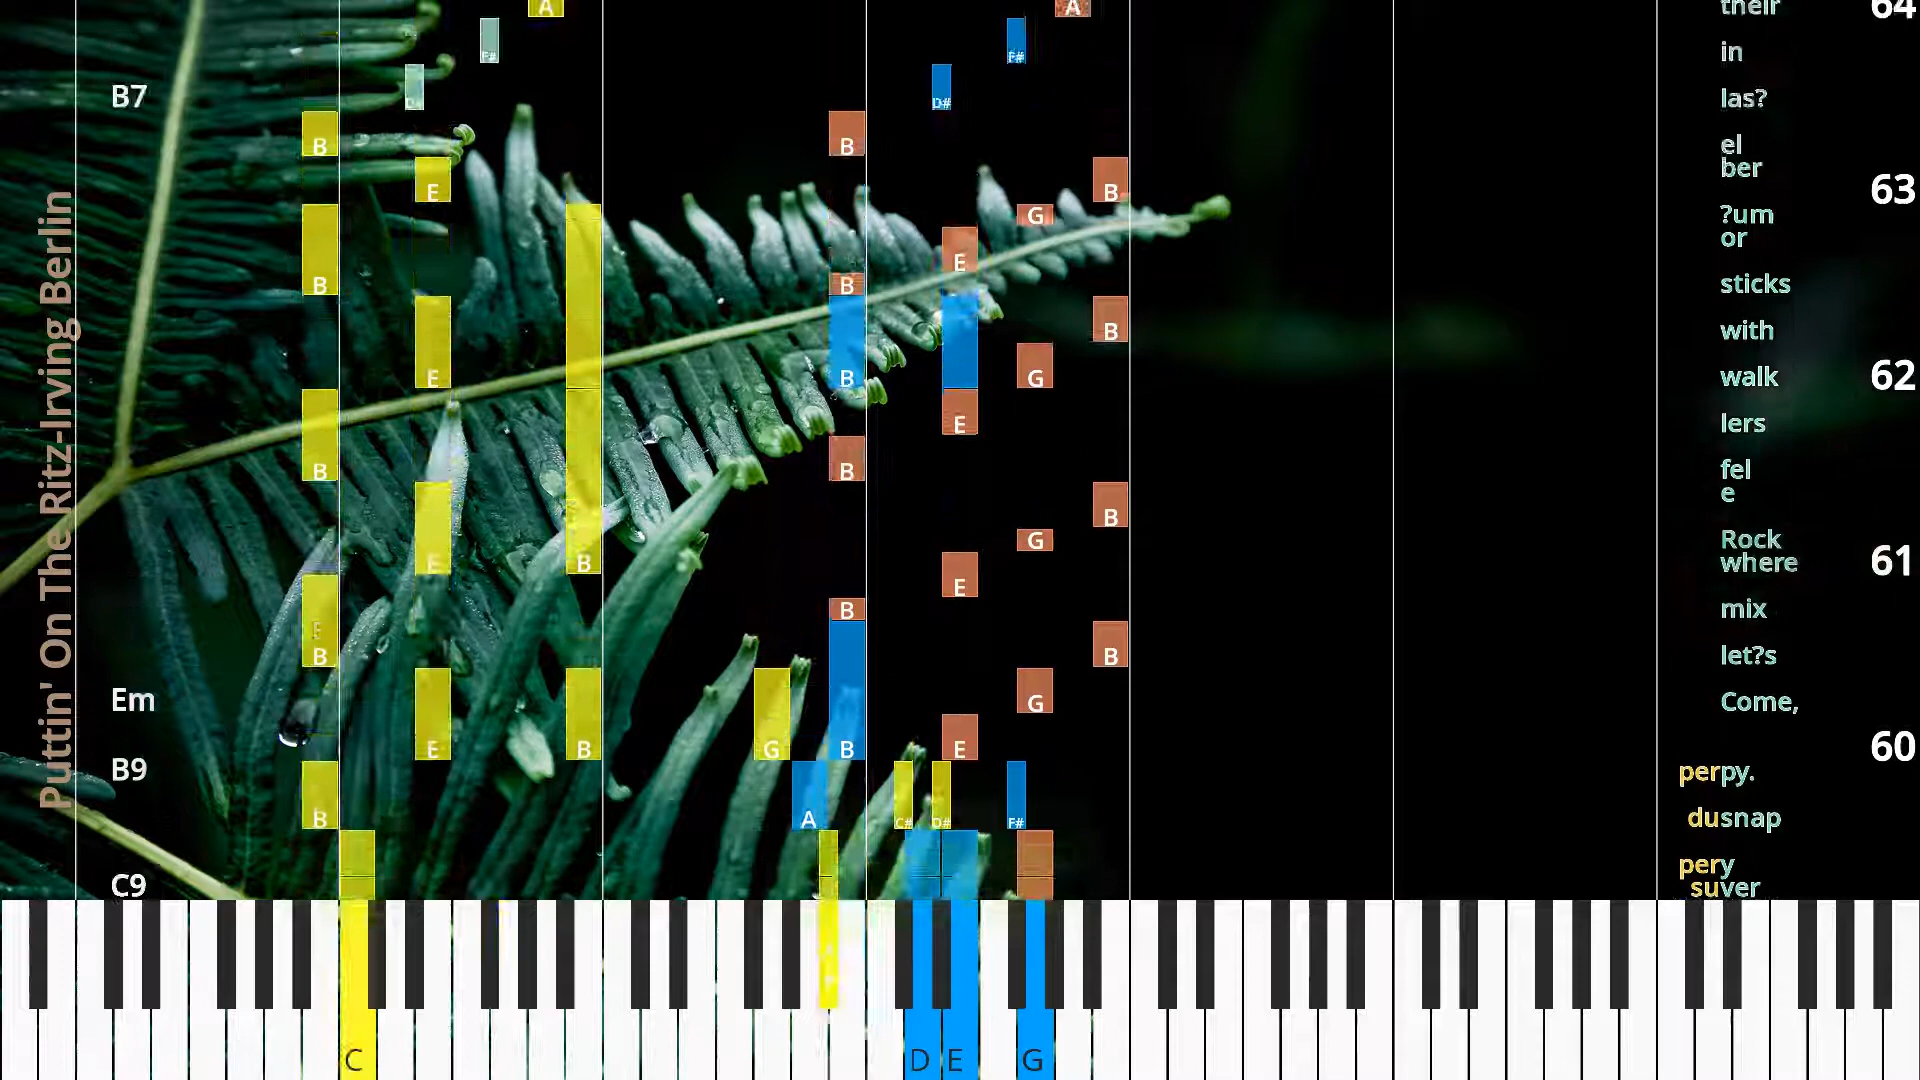 Puttin' On The Ritz-Irving Berlin
A A
their 64
F# F#
in
B7 D# las?
B B el
ber
E B 63
G ?um
or
E
B B sticks
B with
E B G walk 62
E lers
B B fel
e
B
G Rock
E B E where 61
B mix
B B let?s
Em G Come,
E B G B E 60
B9 perpy.
B A C# D# F# dusnap
pery
C9 suver
C D E G